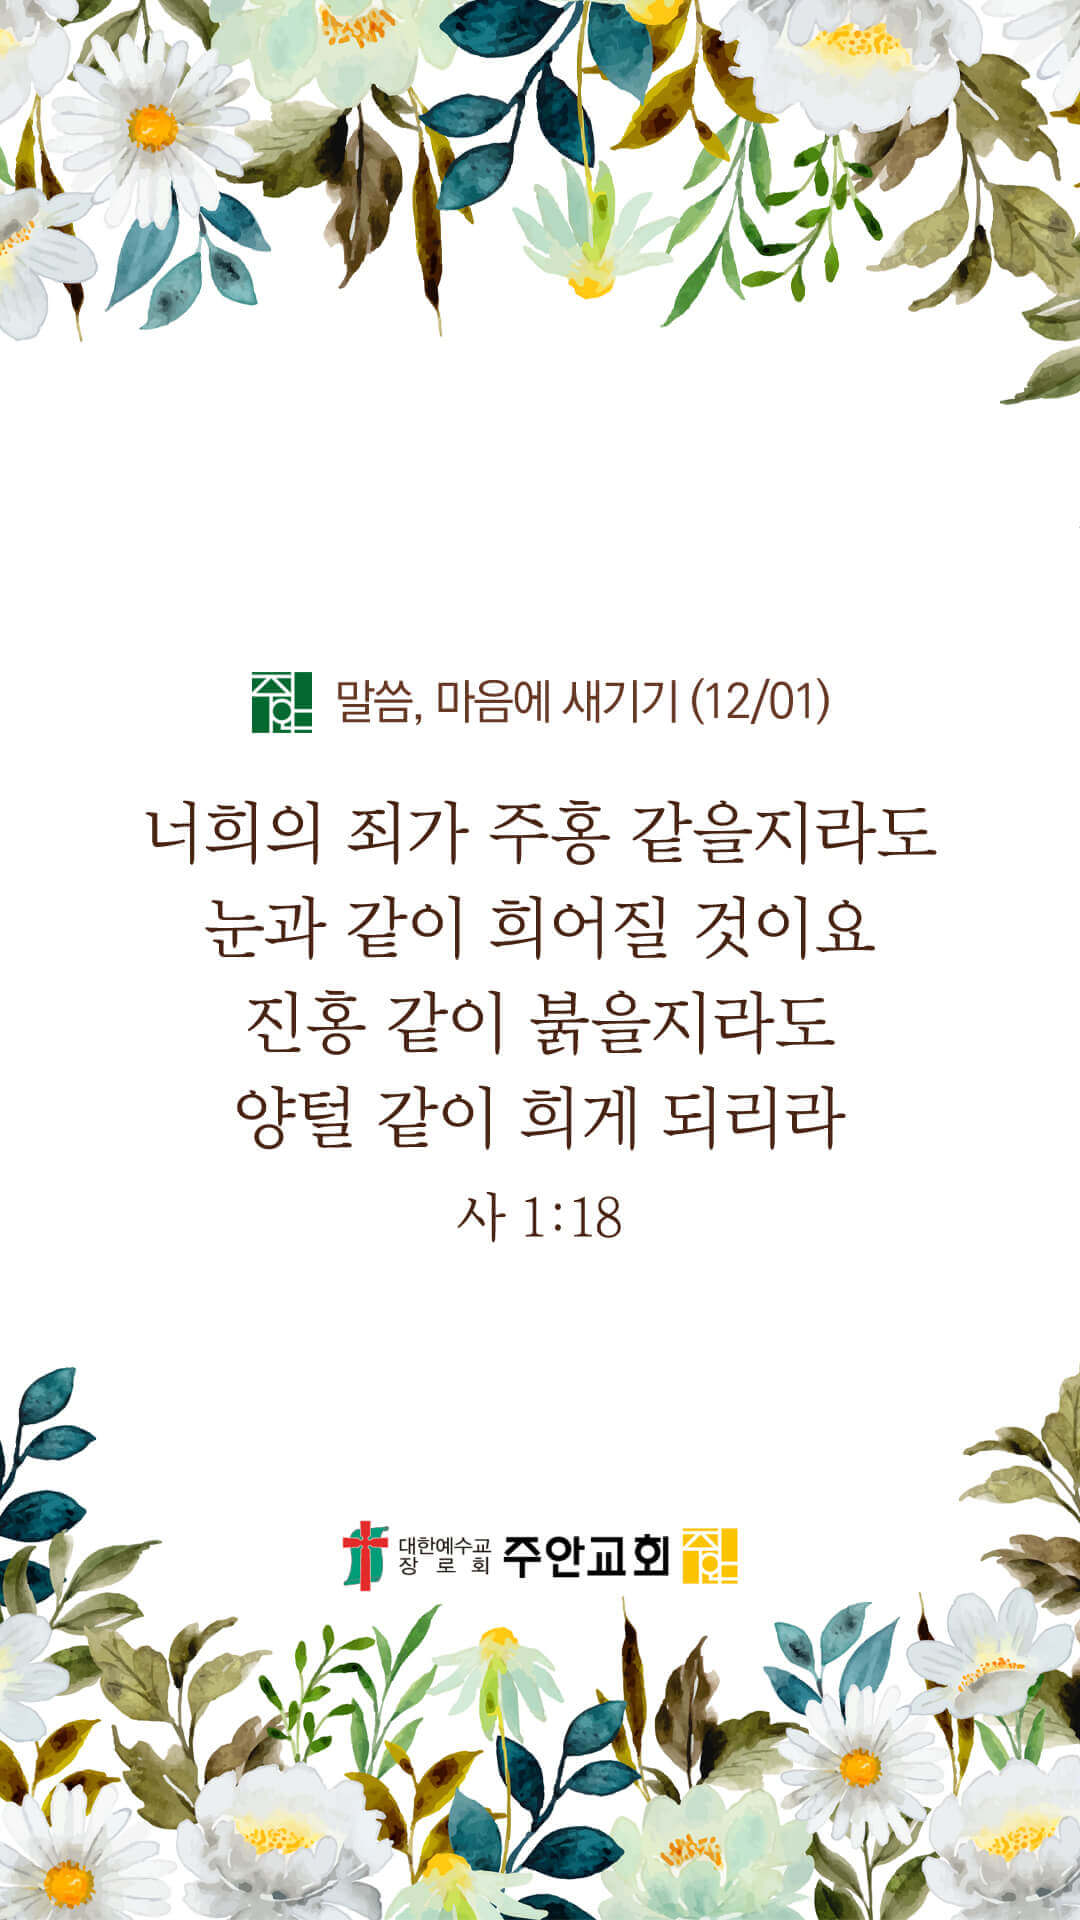 말씀, 마음에 새기기 (12/01)
너희의 죄가 주홍 같을지라도
눈과 같이 희어질 것이요
진홍 같이 붉을지라도
양털 같이 희게 되리라
사 1:18
대한예수교
장로회
주안교회